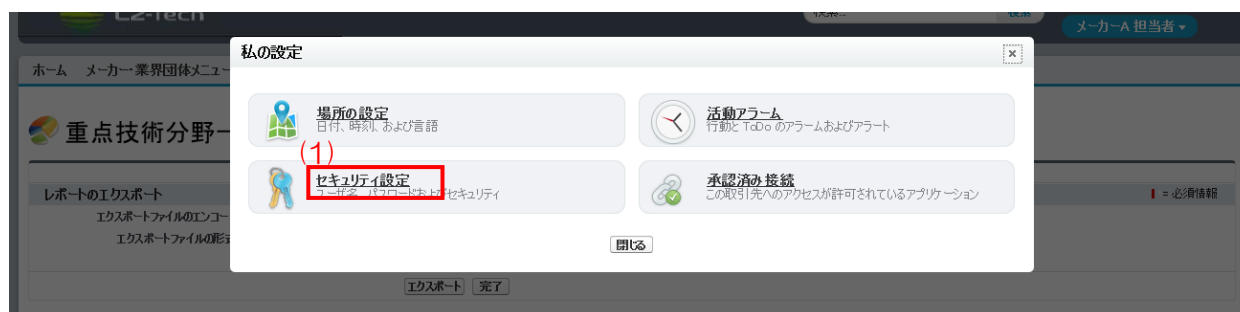 L2-Tech
検索...
検索
メーカーA 担当者
ホーム メーカー・業界団体メニュー
私の設定
重点技術分野一
場所の設定
日付、時刻、および言語
活動アラーム
行動と ToDo のアラームおよびアラート
(1)
セキュリティ設定
ユーザ名、パスワードおよびセキュリティ
承認済み接続
この取引先へのアクセスが許可されているアプリケーション
レポートのエクスポート
= 必須情報
エクスポートファイルのエンコー
エクスポートファイルの形式
閉じる
エクスポート 完了